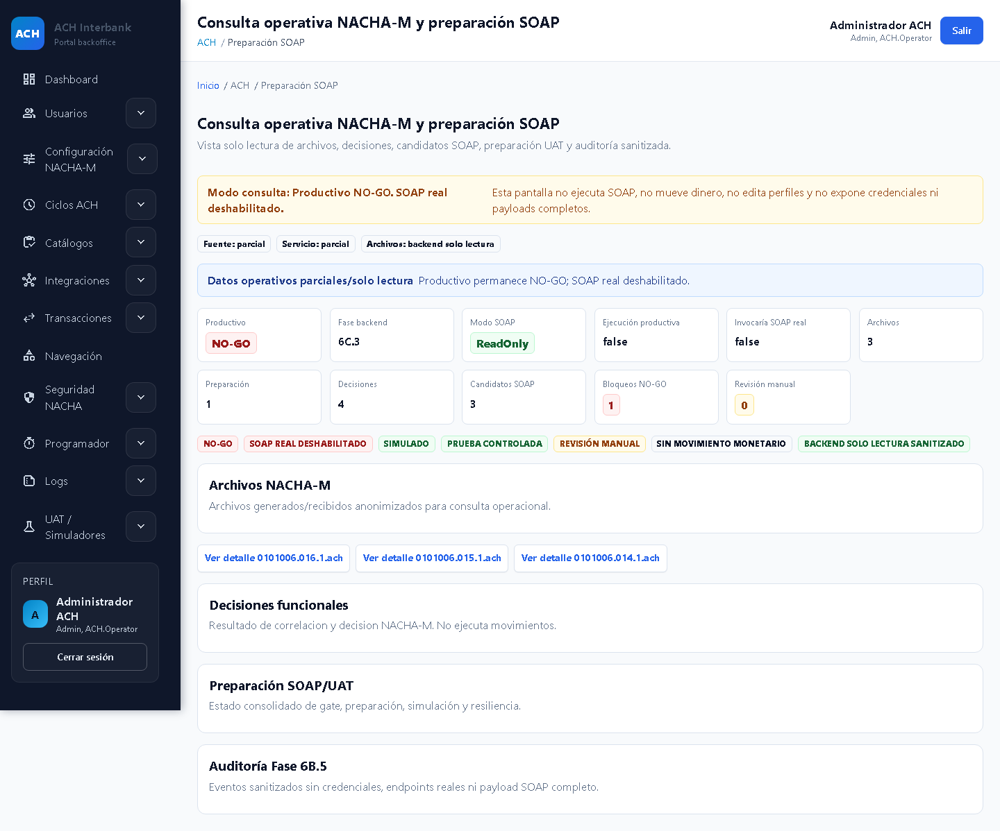 ACH
ACH Interbank
Portal backoffice
Dashboard
Usuarios
Configuración
NACHA-M
Ciclos ACH
Catálogos
Integraciones
Transacciones
Navegación
Seguridad
NACHA
Programador
Logs
UAT /
Simuladores
PERFIL
A
Administrador
ACH
Admin, ACH.Operator
Cerrar sesión
Consulta operativa NACHA-M y preparación SOAP
ACH / Preparación SOAP
Administrador ACH
Admin, ACH.Operator
Salir
Inicio / ACH / Preparación SOAP
Consulta operativa NACHA-M y preparación SOAP
Vista solo lectura de archivos, decisiones, candidatos SOAP, preparación UAT y auditoría sanitizada.
Modo consulta: Productivo NO-GO. SOAP real
deshabilitado.
Esta pantalla no ejecuta SOAP, no mueve dinero, no edita perfiles y no expone credenciales ni
payloads completos.
Fuente: parcial
Servicio: parcial
Archivos: backend solo lectura
Datos operativos parciales/solo lectura Productivo permanece NO-GO; SOAP real deshabilitado.
Productivo
NO-GO
Fase backend
6C.3
Modo SOAP
ReadOnly
Ejecución productiva
false
Invocaría SOAP real
false
Archivos
3
Preparación
1
Decisiones
4
Candidatos SOAP
3
Bloqueos NO-GO
1
Revisión manual
0
NO-GO
SOAP REAL DESHABILITADO
SIMULADO
PRUEBA CONTROLADA
REVISIÓN MANUAL
SIN MOVIMIENTO MONETARIO
BACKEND SOLO LECTURA SANITIZADO
Archivos NACHA-M
Archivos generados/recibidos anonimizados para consulta operacional.
Ver detalle 0101006.016.1.ach
Ver detalle 0101006.015.1.ach
Ver detalle 0101006.014.1.ach
Decisiones funcionales
Resultado de correlacion y decision NACHA-M. No ejecuta movimientos.
Preparación SOAP/UAT
Estado consolidado de gate, preparación, simulación y resiliencia.
Auditoría Fase 6B.5
Eventos sanitizados sin credenciales, endpoints reales ni payload SOAP completo.